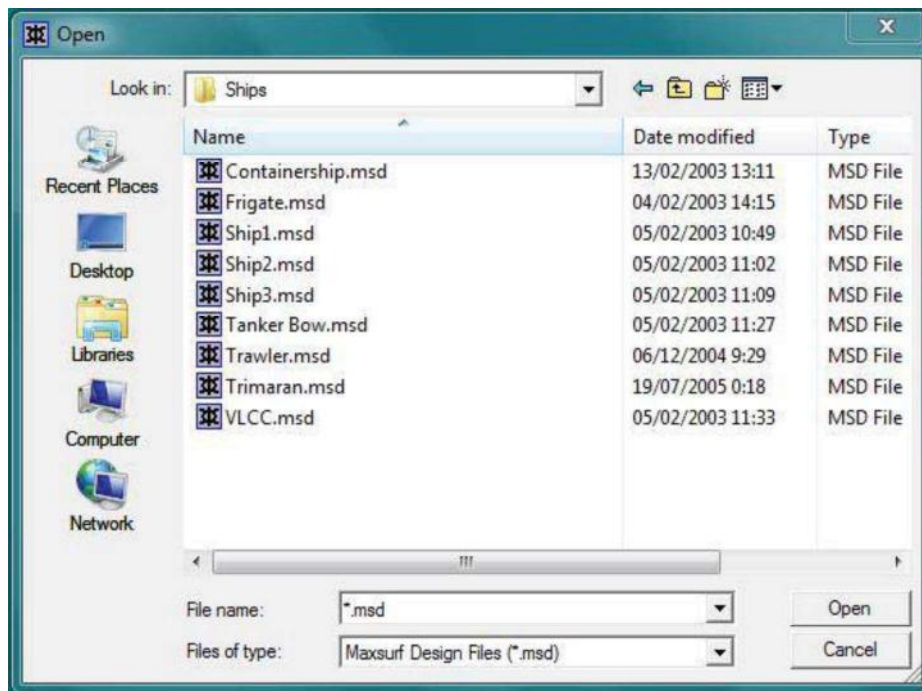 Open
Look in: Ships
Name Date modified Type
Containership.msd 13/02/2003 13:11 MSD File
Frigate.msd 04/02/2003 14:15 MSD File
Ship1.msd 05/02/2003 10:49 MSD File
Ship2.msd 05/02/2003 11:02 MSD File
Ship3.msd 05/02/2003 11:09 MSD File
Tanker Bow.msd 05/02/2003 11:27 MSD File
Trawler.msd 06/12/2004 9:29 MSD File
Trimaran.msd 19/07/2005 0:18 MSD File
VLCC.msd 05/02/2003 11:33 MSD File
Recent Places
Desktop
Libraries
Computer
Network
File name: *.msd Open
Files of type: Maxsurf Design Files (*.msd) Cancel